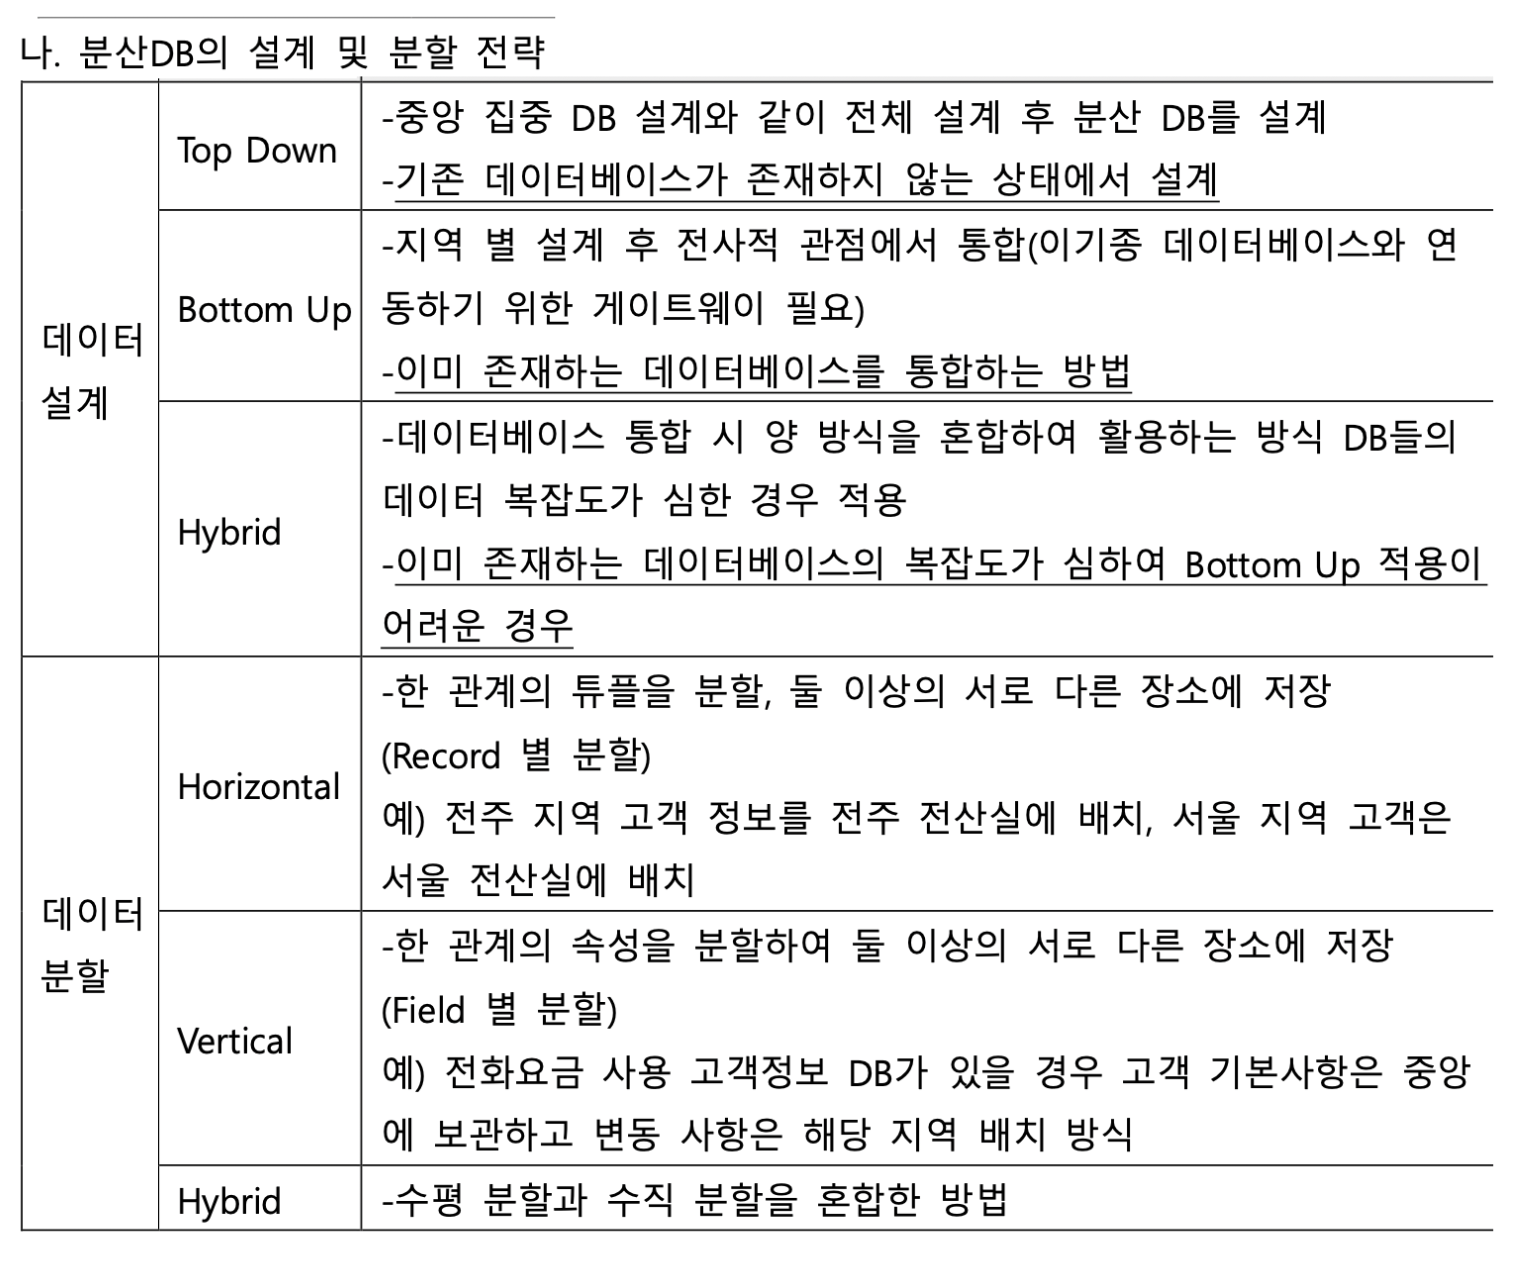 나. 분산DB의 설계 및 분할 전략
데이터
설계
Top Down
-중앙 집중 DB 설계와 같이 전체 설계 후 분산 DB를 설계
-기존 데이터베이스가 존재하지 않는 상태에서 설계
Bottom Up
-지역 별 설계 후 전사적 관점에서 통합(이기종 데이터베이스와 연
동하기 위한 게이트웨이 필요)
-이미 존재하는 데이터베이스를 통합하는 방법
Hybrid
-데이터베이스 통합 시 양 방식을 혼합하여 활용하는 방식 DB들의
데이터 복잡도가 심한 경우 적용
-이미 존재하는 데이터베이스의 복잡도가 심하여 Bottom Up 적용이
어려운 경우
데이터
분할
Horizontal
-한 관계의 튜플을 분할, 둘 이상의 서로 다른 장소에 저장
(Record 별 분할)
예) 전주 지역 고객 정보를 전주 전산실에 배치, 서울 지역 고객은
서울 전산실에 배치
Vertical
-한 관계의 속성을 분할하여 둘 이상의 서로 다른 장소에 저장
(Field 별 분할)
예) 전화요금 사용 고객정보 DB가 있을 경우 고객 기본사항은 중앙
에 보관하고 변동 사항은 해당 지역 배치 방식
Hybrid
-수평 분할과 수직 분할을 혼합한 방법